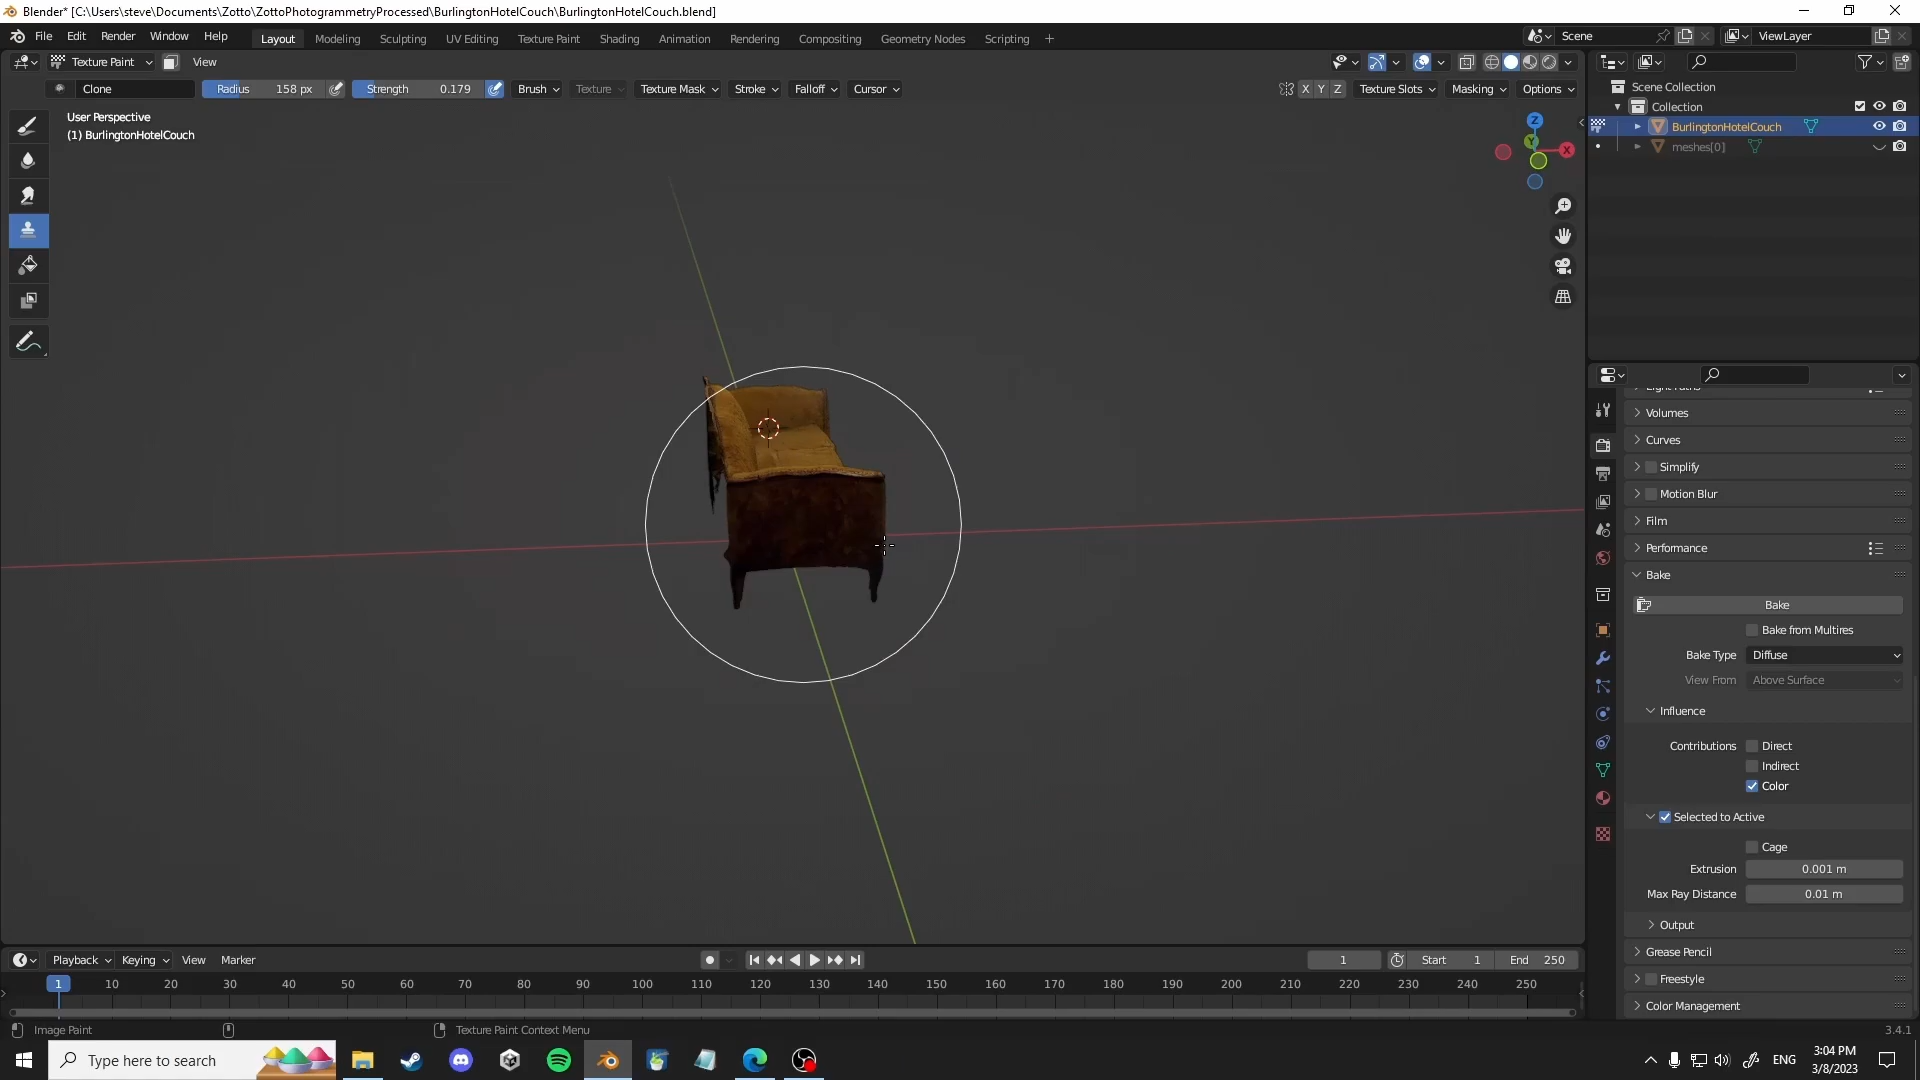 Blender* [C:\Users\steve\Documents\Zotto\ZottoPhotogrammetryProcessed\BurlingtonHotelCouch\BurlingtonHotelCouch.blend]
File Edit Render Window Help
Layout Modeling Sculpting UV Editing Texture Paint Shading Animation Rendering Compositing Geometry Nodes Scripting +
Scene
ViewLayer
Texture Paint View
Clone Radius 158 px Strength 0.179 Brush Texture Texture Mask Stroke Falloff Cursor
X Y Z Texture Slots Masking Options
User Perspective
(1) BurlingtonHotelCouch
Z
Y
X
Scene Collection
Collection
BurlingtonHotelCouch
meshes[0]
Volumes
Curves
Simplify
Motion Blur
Film
Performance
Bake
Bake
Bake from Multires
Bake Type Diffuse
View From Above Surface
Influence
Contributions Direct
Indirect
Color
Selected to Active
Cage
Extrusion 0.001 m
Max Ray Distance 0.01 m
Output
Grease Pencil
Freestyle
Color Management
Playback Keying View Marker
1 Start 1 End 250
1 10 20 30 40 50 60 70 80 90 100 110 120 130 140 150 160 170 180 190 200 210 220 230 240 250
Image Paint Texture Paint Context Menu 3.4.1
Type here to search
ENG
3:04 PM
3/8/2023